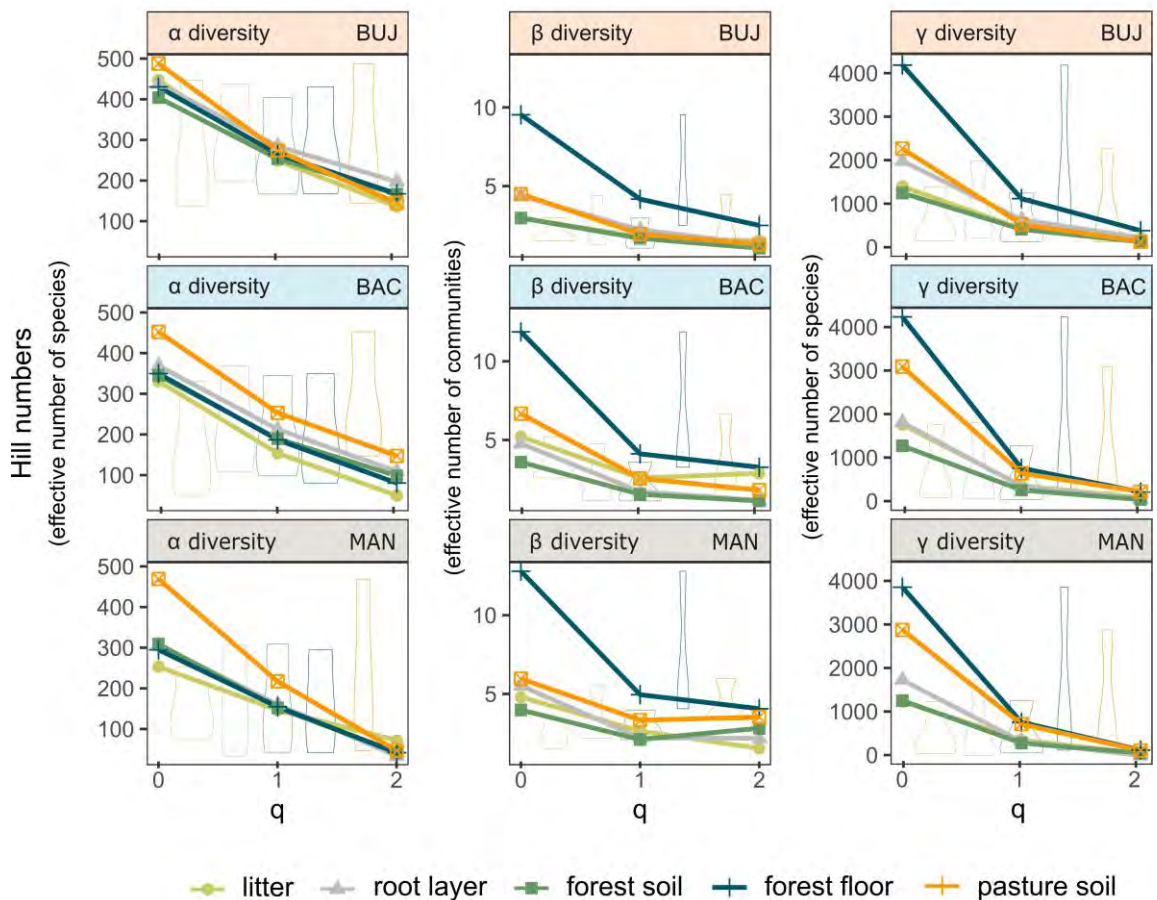 α diversity BUJ
β diversity BUJ
γ diversity BUJ
500
400
300
200
100
10
5
4000
3000
2000
1000
0
α diversity BAC
β diversity BAC
γ diversity BAC
500
400
300
200
100
10
5
4000
3000
2000
1000
0
α diversity MAN
β diversity MAN
γ diversity MAN
500
400
300
200
100
10
5
4000
3000
2000
1000
0
0 1 2
0 1 2
0 1 2
q
q
q
Hill numbers
(effective number of species)
(effective number of communities)
(effective number of species)
litter root layer forest soil forest floor pasture soil